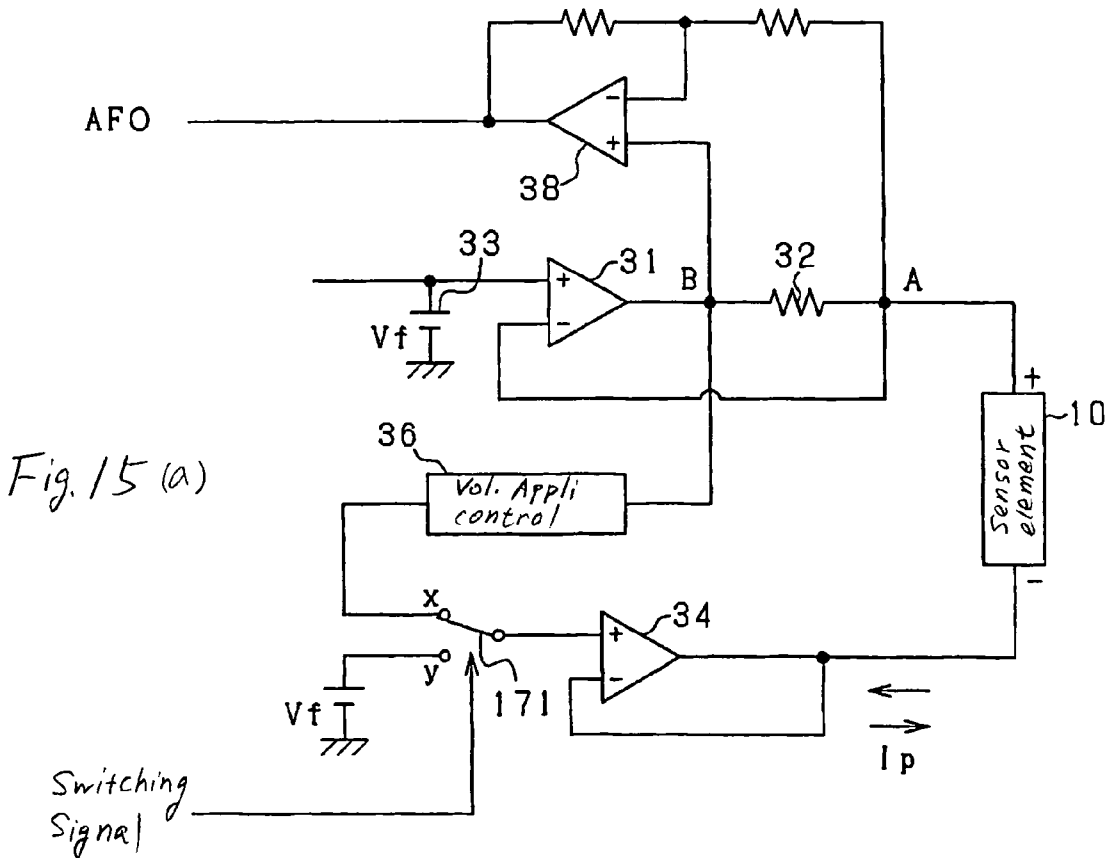 AFO
-
+
38
33
+
31
B
32
A
Vf
-
+
10
36
Sensor
element
Fig. 15 (a)
Vol. Appli
control
-
x
34
+
y
171
-
Vf
Ip
Switching
Signal